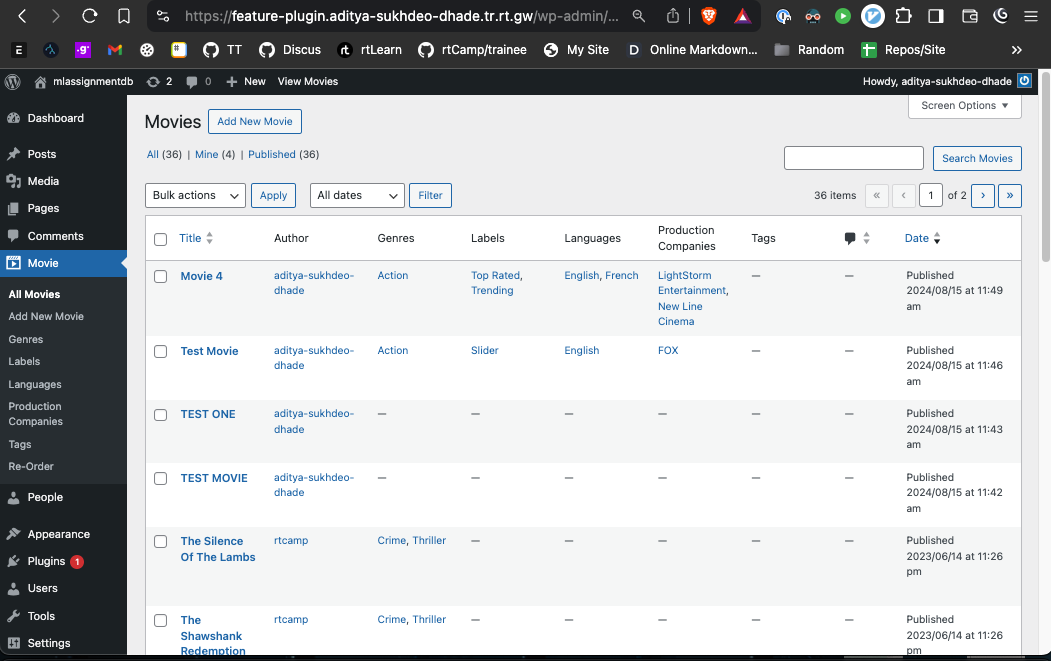 https://feature-plugin.aditya-sukhdeo-dhade.tr.rt.gw/wp-admin/...
E
'g'
TT
Discus
rt rtLearn
rtCamp/trainee
My Site
D Online Markdown...
Random
Repos/Site
»
mlassignmentdb
2
0
+ New
View Movies
Howdy, aditya-sukhdeo-dhade
Screen Options ▼
Dashboard
Posts
Media
Pages
Comments
Movie
All Movies
Add New Movie
Genres
Labels
Languages
Production
Companies
Tags
Re-Order
People
Appearance
Plugins 1
Users
Tools
Settings
Movies
Add New Movie
All (36) | Mine (4) | Published (36)
Search Movies
Bulk actions
Apply
All dates
Filter
36 items « ‹ 1 of 2 › »
Title Author Genres Labels Languages Production Companies Tags Date
Movie 4
aditya-sukhdeo-
dhade
Action
Top Rated,
Trending
English, French
LightStorm
Entertainment,
New Line
Cinema
—
—
Published
2024/08/15 at 11:49
am
Test Movie
aditya-sukhdeo-
dhade
Action
Slider
English
FOX
—
—
Published
2024/08/15 at 11:46
am
TEST ONE
aditya-sukhdeo-
dhade
—
—
—
—
—
—
Published
2024/08/15 at 11:43
am
TEST MOVIE
aditya-sukhdeo-
dhade
—
—
—
—
—
—
Published
2024/08/15 at 11:42
am
The Silence
Of The Lambs
rtcamp
Crime, Thriller
—
—
—
—
—
Published
2023/06/14 at 11:26
pm
The
Shawshank
Redemption
rtcamp
Crime, Thriller
—
—
—
—
—
Published
2023/06/14 at 11:26
pm